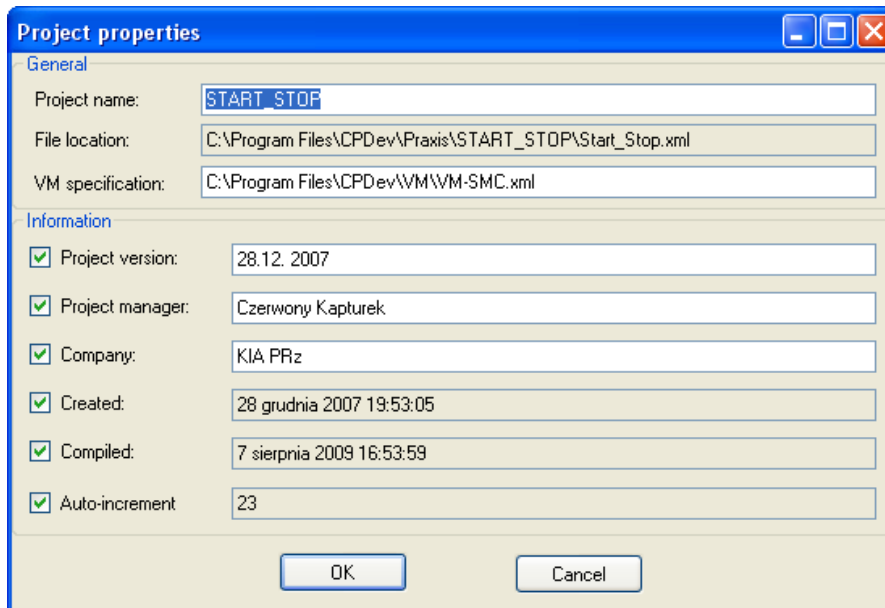 Project properties
General
Project name: START_STOP
File location: C:\Program Files\CPDev\Praxis\START_STOP\Start_Stop.xml
VM specification: C:\Program Files\CPDev\VM\VM-SMC.xml
Information
Project version: 28.12. 2007
Project manager: Czerwony Kapturek
Company: KIA PRz
Created: 28 grudnia 2007 19:53:05
Compiled: 7 sierpnia 2009 16:53:59
Auto-increment 23
OK Cancel